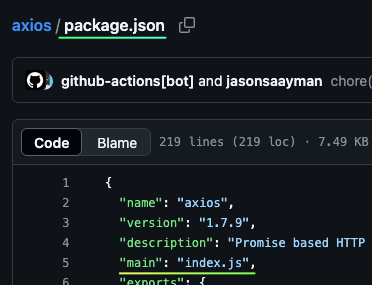 axios / package.json
github-actions[bot] and jasonsaayman chore(
Code Blame 219 lines (219 loc) · 7.49 KB
1 {
2 "name": "axios",
3 "version": "1.7.9",
4 "description": "Promise based HTTP
5 "main": "index.js",
6 "exports": {